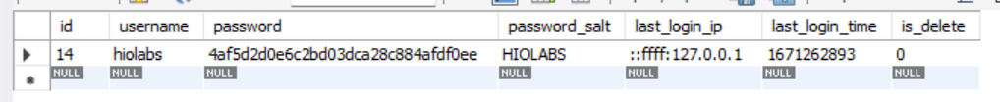 id username password password_salt last_login_ip last_login_time is_delete
14 hiolabs 4af5d2d0e6c2bd03dca28c884afdf0ee HIOLABS ::ffff:127.0.0.1 1671262893 0
NULL NULL NULL NULL NULL NULL NULL